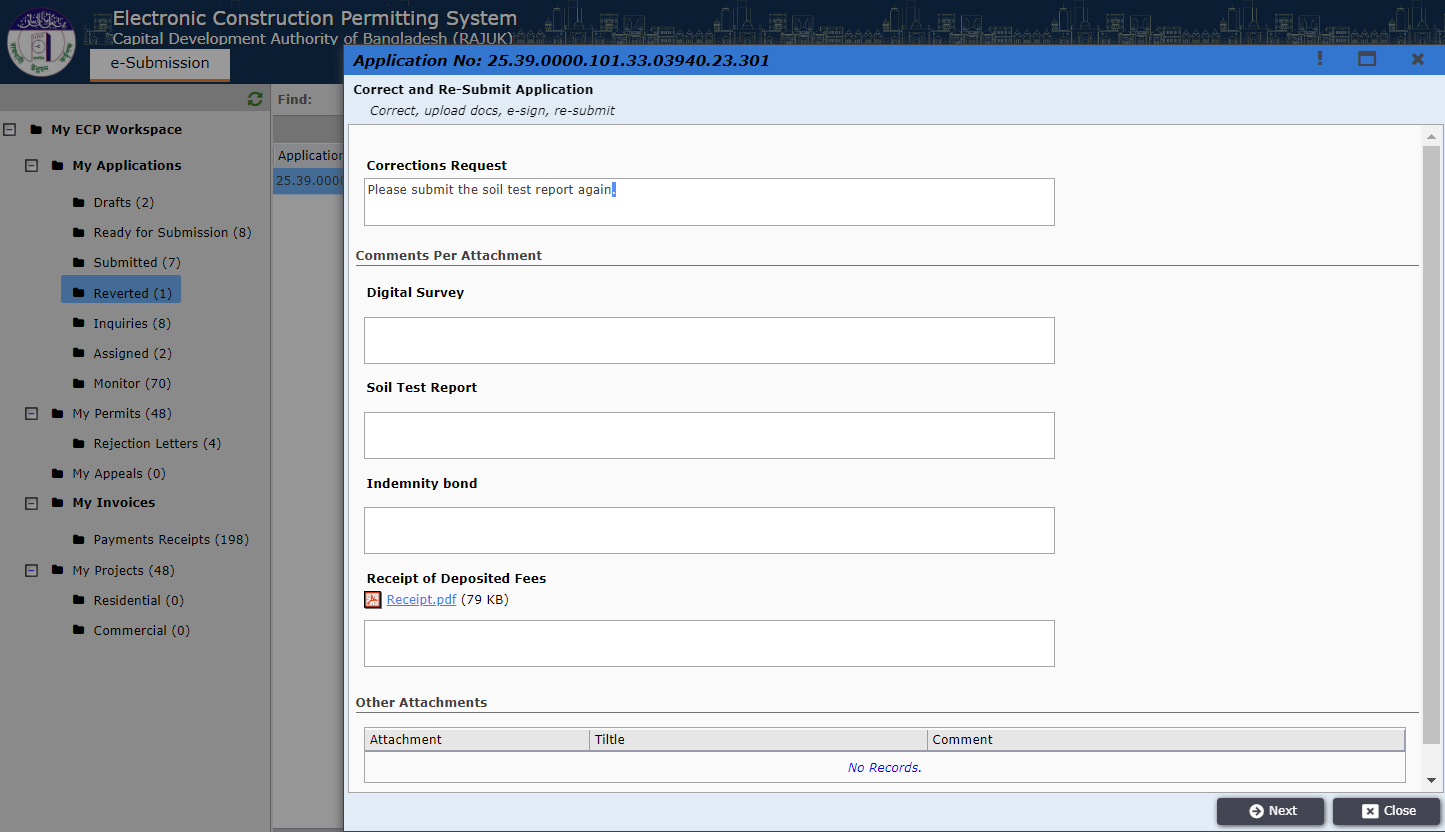 Electronic Construction Permitting System
Capital Development Authority of Bangladesh (RAJUK)
e-Submission
Find:
My ECP Workspace
My Applications
Drafts (2)
Ready for Submission (8)
Submitted (7)
Reverted (1)
Inquiries (8)
Assigned (2)
Monitor (70)
My Permits (48)
Rejection Letters (4)
My Appeals (0)
My Invoices
Payments Receipts (198)
My Projects (48)
Residential (0)
Commercial (0)
Application
25.39.0000
Application No: 25.39.0000.101.33.03940.23.301
Correct and Re-Submit Application
Correct, upload docs, e-sign, re-submit
Corrections Request
Please submit the soil test report again.
Comments Per Attachment
Digital Survey
Soil Test Report
Indemnity bond
Receipt of Deposited Fees
Receipt.pdf (79 KB)
Other Attachments
Attachment Tiltle Comment
No Records.
Next Close